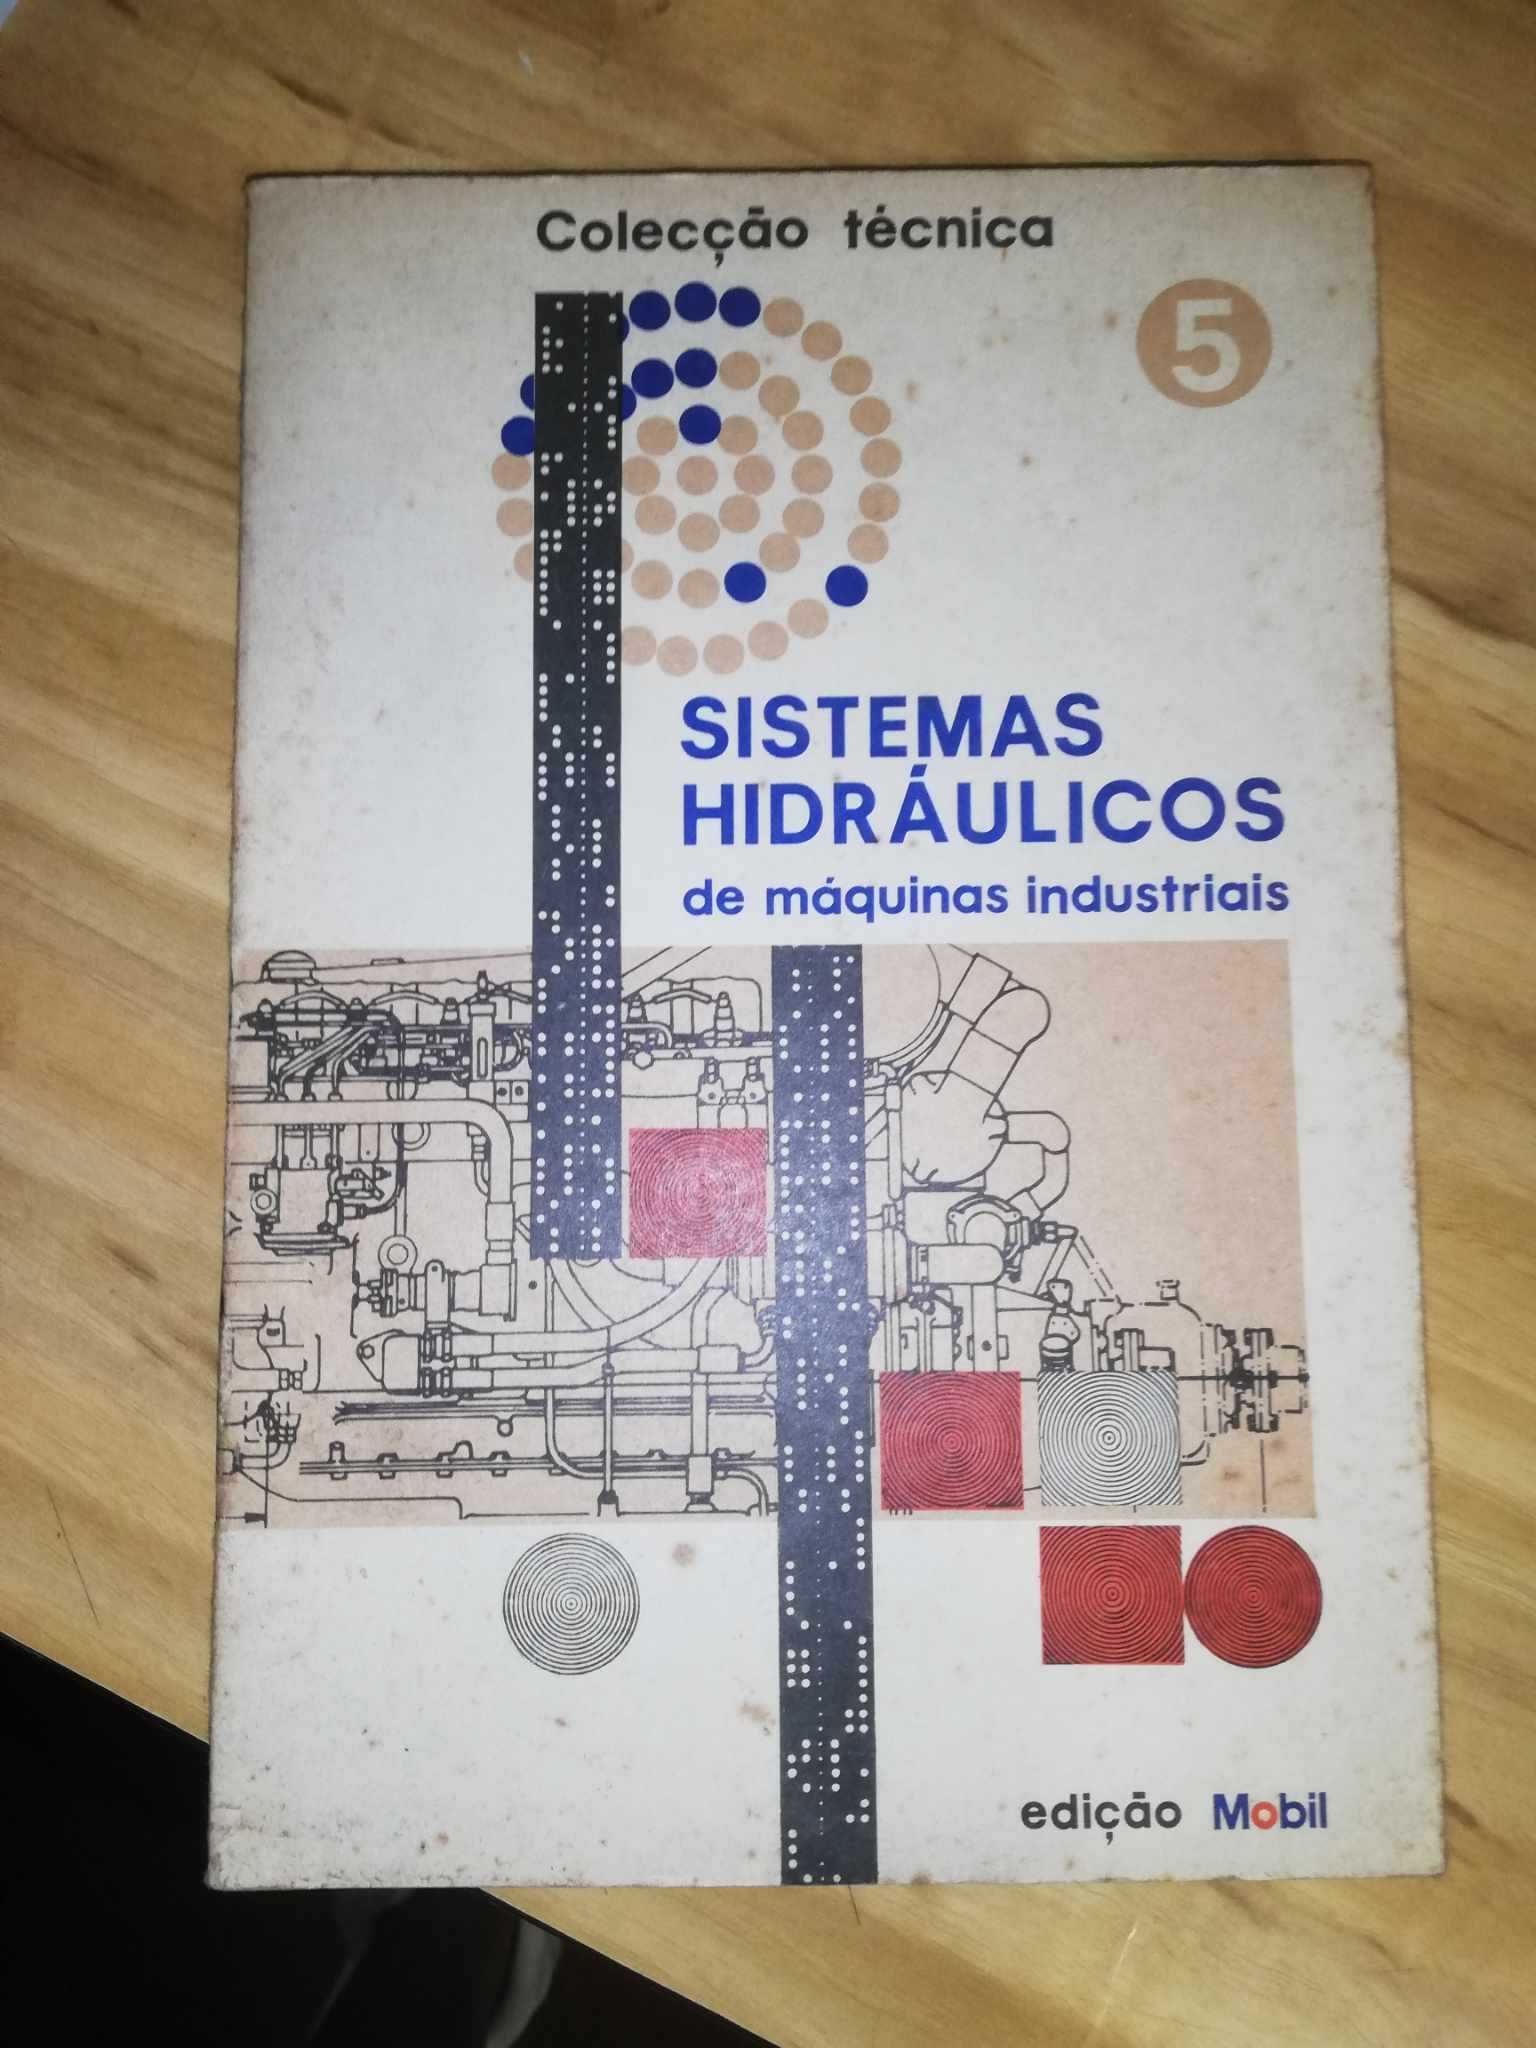 Colecção técnica
5
SISTEMAS
HIDRÁULICOS
de máquinas industriais
edição Mobil